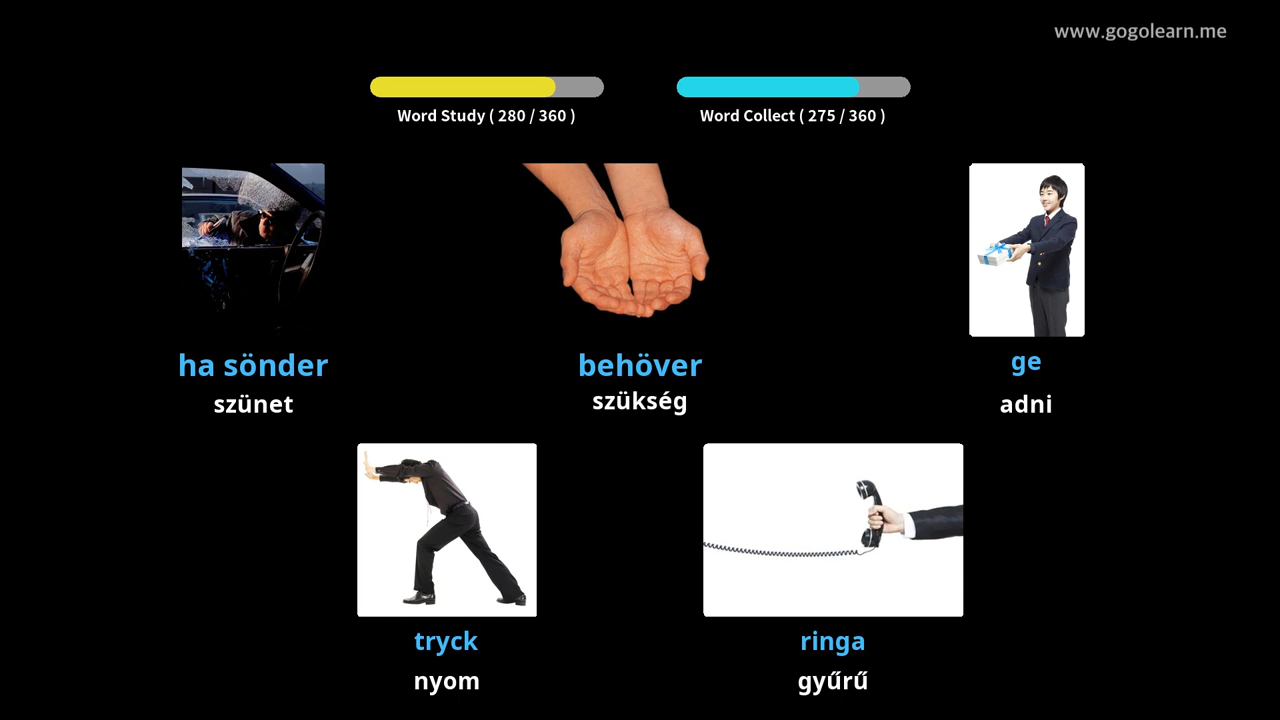 www.gogolearn.me
Word Study ( 280 / 360 )
Word Collect ( 275 / 360 )
ha sönder
szünet
behöver
szükség
ge
adni
tryck
nyom
ringa
gyűrű